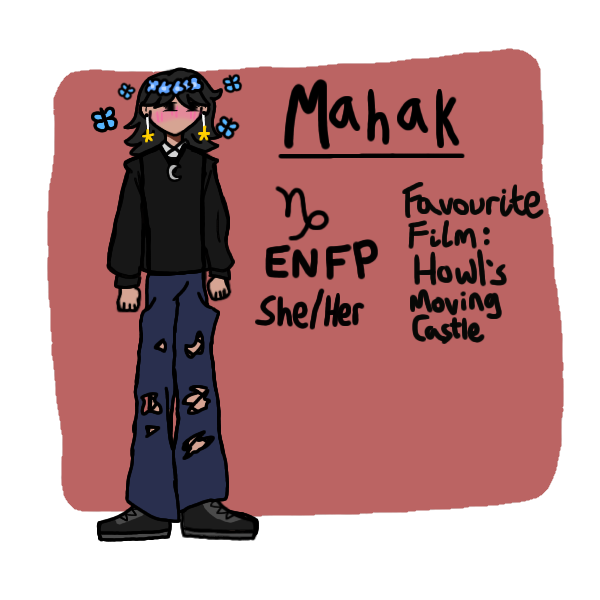 Mahak
♑
ENFP
She/Her
Favourite
Film:
Howl's
Moving
Castle